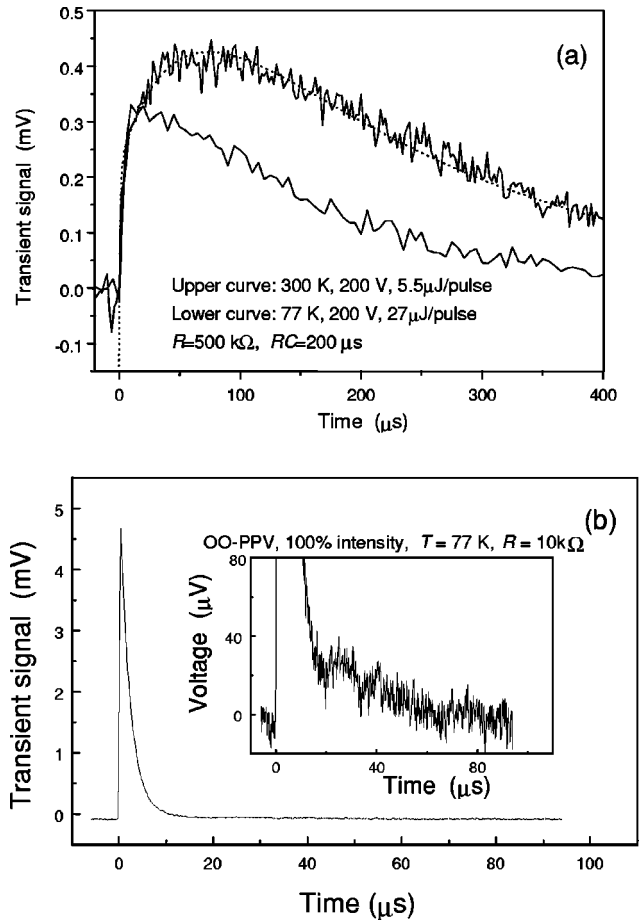 0.5
0.4
0.3
0.2
0.1
0.0
-0.1
Transient signal (mV)
(a)
Upper curve: 300 K, 200 V, 5.5μJ/pulse
Lower curve: 77 K, 200 V, 27μJ/pulse
R=500 kΩ, RC=200 μs
0 100 200 300 400
Time (μs)
5
4
3
2
1
0
Transient signal (mV)
(b)
OO-PPV, 100% intensity, T = 77 K, R = 10kΩ
80
40
0
Voltage (μV)
0 40 80
Time (μs)
0 20 40 60 80 100
Time (μs)